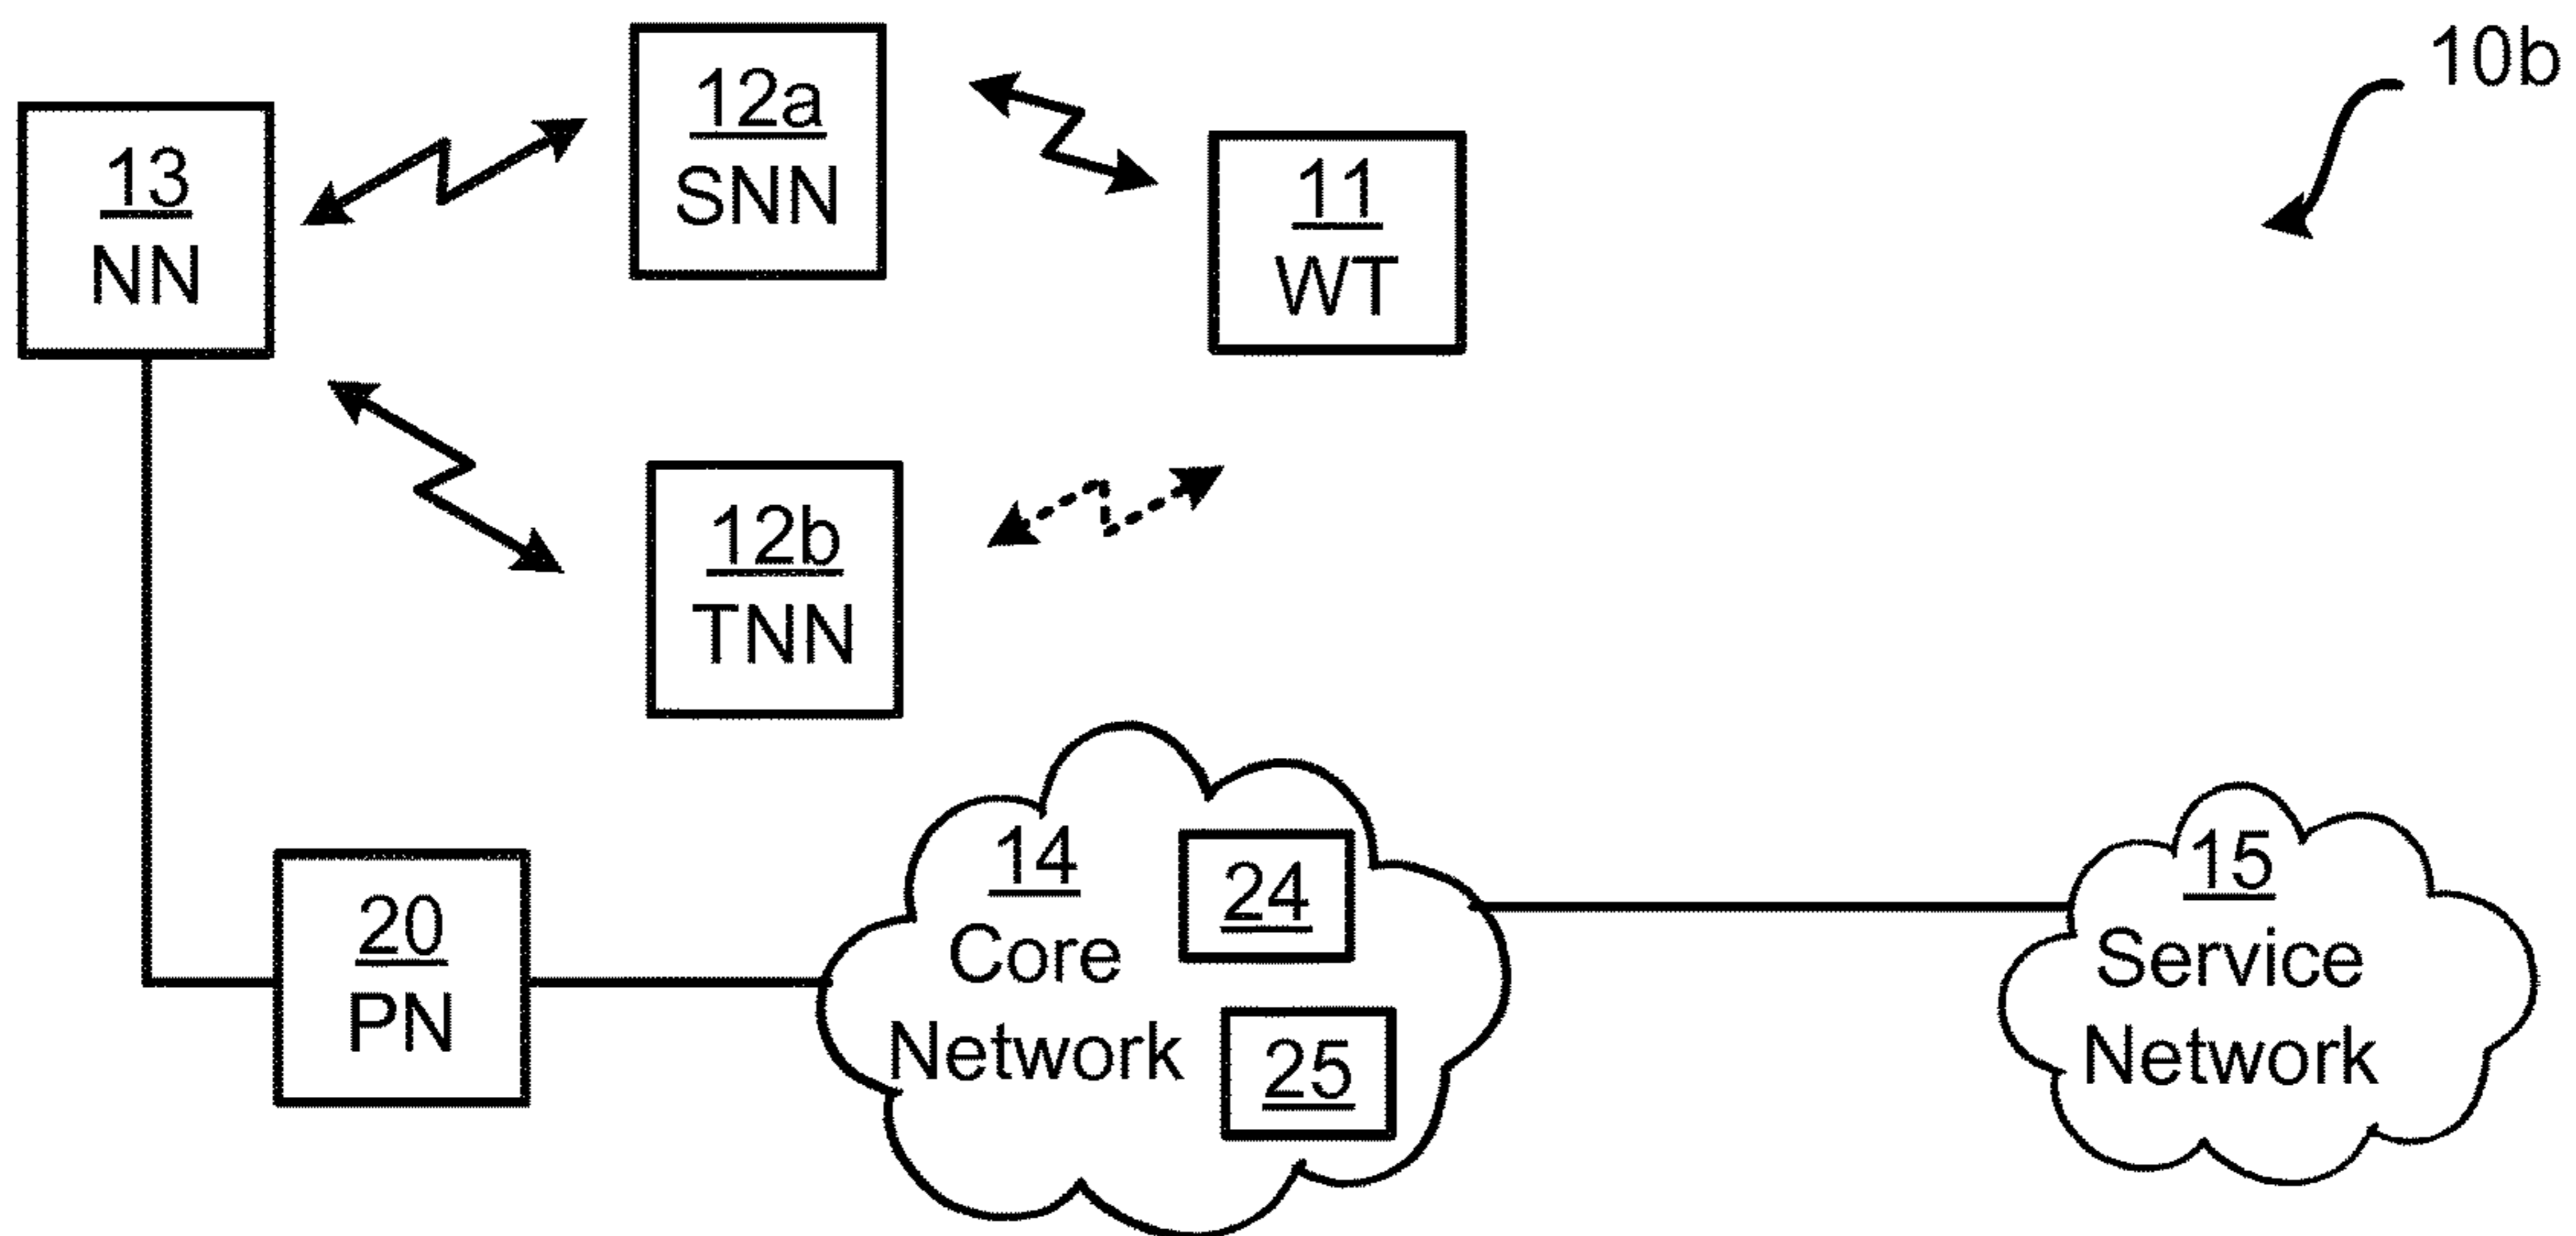 10b
12a
SNN
13
NN
11
WT
12b
TNN
14
Core
Network
24
25
15
Service
Network
20
PN